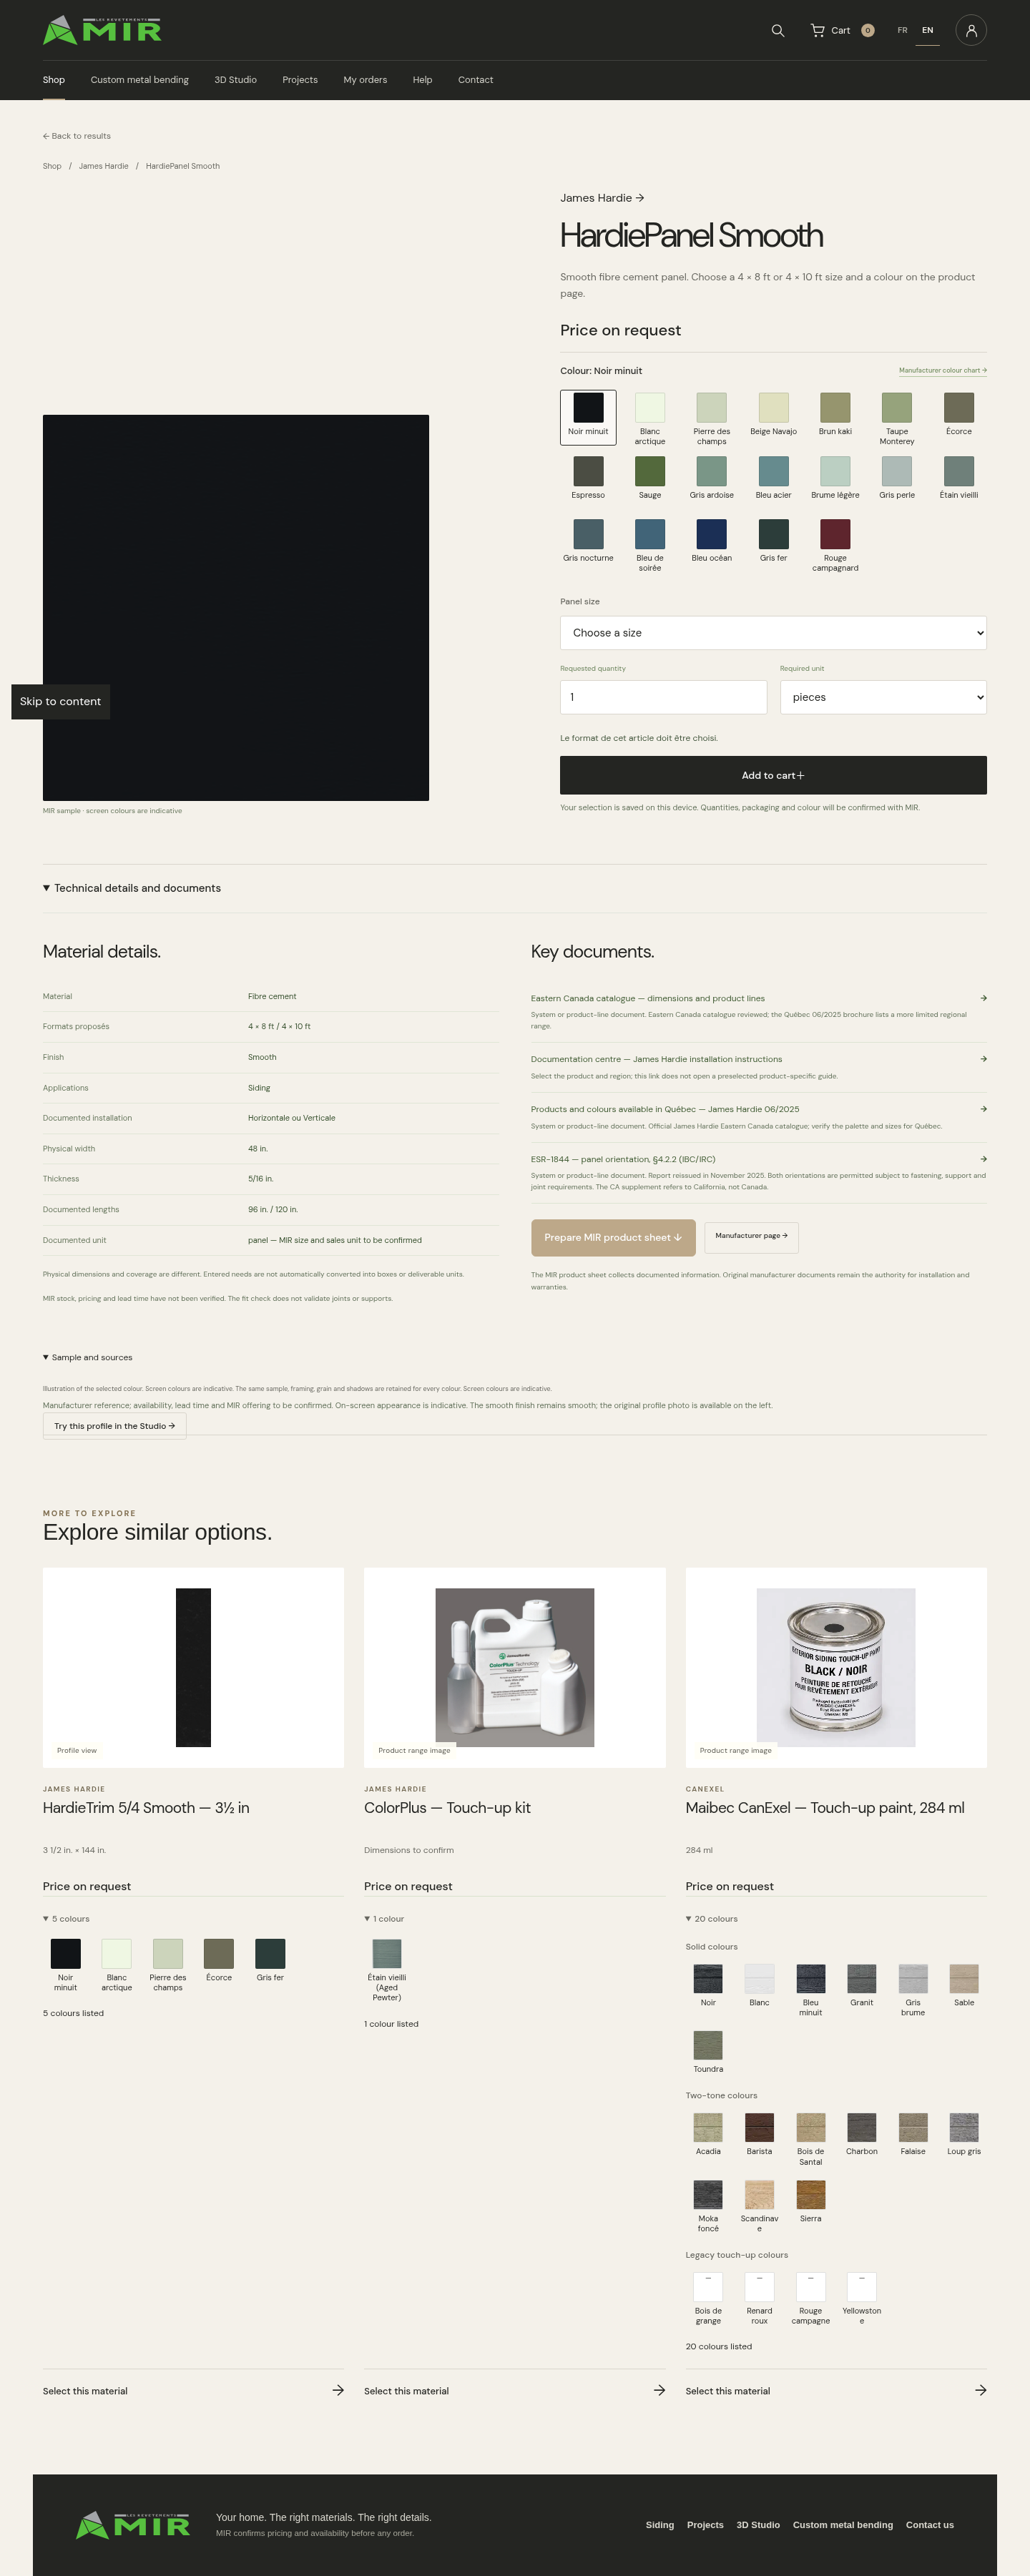 LES REVÊTEMENTS
MIR
Cart 0 FR EN
Shop Custom metal bending 3D Studio Projects My orders Help Contact
← Back to results
Shop / James Hardie / HardiePanel Smooth
James Hardie →
HardiePanel Smooth
Smooth fibre cement panel. Choose a 4 × 8 ft or 4 × 10 ft size and a colour on the product
page.
Price on request
Colour: Noir minuit Manufacturer colour chart →
Noir minuit
Blanc
arctique
Pierre des
champs
Beige Navajo
Brun kaki
Taupe
Monterey
Écorce
Espresso
Sauge
Gris ardoise
Bleu acier
Brume légère
Gris perle
Étain vieilli
Gris nocturne
Bleu de
soirée
Bleu océan
Gris fer
Rouge
campagnard
Panel size
Choose a size
Requested quantity
1
Required unit
pieces
Skip to content
Le format de cet article doit être choisi.
Add to cart+
Your selection is saved on this device. Quantities, packaging and colour will be confirmed with MIR.
MIR sample · screen colours are indicative
▼ Technical details and documents
Material details.
Material Fibre cement
Formats proposés 4 × 8 ft / 4 × 10 ft
Finish Smooth
Applications Siding
Documented installation Horizontale ou Verticale
Physical width 48 in.
Thickness 5/16 in.
Documented lengths 96 in. / 120 in.
Documented unit panel — MIR size and sales unit to be confirmed
Physical dimensions and coverage are different. Entered needs are not automatically converted into boxes or deliverable units.
MIR stock, pricing and lead time have not been verified. The fit check does not validate joints or supports.
Key documents.
Eastern Canada catalogue — dimensions and product lines →
System or product-line document. Eastern Canada catalogue reviewed; the Québec 06/2025 brochure lists a more limited regional
range.
Documentation centre — James Hardie installation instructions →
Select the product and region; this link does not open a preselected product-specific guide.
Products and colours available in Québec — James Hardie 06/2025 →
System or product-line document. Official James Hardie Eastern Canada catalogue; verify the palette and sizes for Québec.
ESR-1844 — panel orientation, §4.2.2 (IBC/IRC) →
System or product-line document. Report reissued in November 2025. Both orientations are permitted subject to fastening, support and
joint requirements. The CA supplement refers to California, not Canada.
Prepare MIR product sheet ↓ Manufacturer page →
The MIR product sheet collects documented information. Original manufacturer documents remain the authority for installation and
warranties.
▼ Sample and sources
Illustration of the selected colour. Screen colours are indicative. The same sample, framing, grain and shadows are retained for every colour. Screen colours are indicative.
Manufacturer reference; availability, lead time and MIR offering to be confirmed. On-screen appearance is indicative. The smooth finish remains smooth; the original profile photo is available on the left.
Try this profile in the Studio →
MORE TO EXPLORE
Explore similar options.
Profile view
JAMES HARDIE
HardieTrim 5/4 Smooth — 3½ in
3 1/2 in. × 144 in.
Price on request
▼ 5 colours
Noir
minuit
Blanc
arctique
Pierre des
champs
Écorce
Gris fer
5 colours listed
Select this material →
ColorPlus Technology
Product range image
JAMES HARDIE
ColorPlus — Touch-up kit
Dimensions to confirm
Price on request
▼ 1 colour
Étain vieilli
(Aged
Pewter)
1 colour listed
Select this material →
EXTERIOR SIDING TOUCH-UP PAINT
BLACK / NOIR
PEINTURE DE RETOUCHE
POUR REVÊTEMENT EXTÉRIEUR
Product range image
CANEXEL
Maibec CanExel — Touch-up paint, 284 ml
284 ml
Price on request
▼ 20 colours
Solid colours
Noir
Blanc
Bleu
minuit
Granit
Gris
brume
Sable
Toundra
Two-tone colours
Acadia
Barista
Bois de
Santal
Charbon
Falaise
Loup gris
Moka
foncé
Scandinav
e
Sierra
Legacy touch-up colours
Bois de
grange
Renard
roux
Rouge
campagne
Yellowston
e
20 colours listed
Select this material →
LES REVÊTEMENTS
MIR
Your home. The right materials. The right details.
MIR confirms pricing and availability before any order.
Siding Projects 3D Studio Custom metal bending Contact us